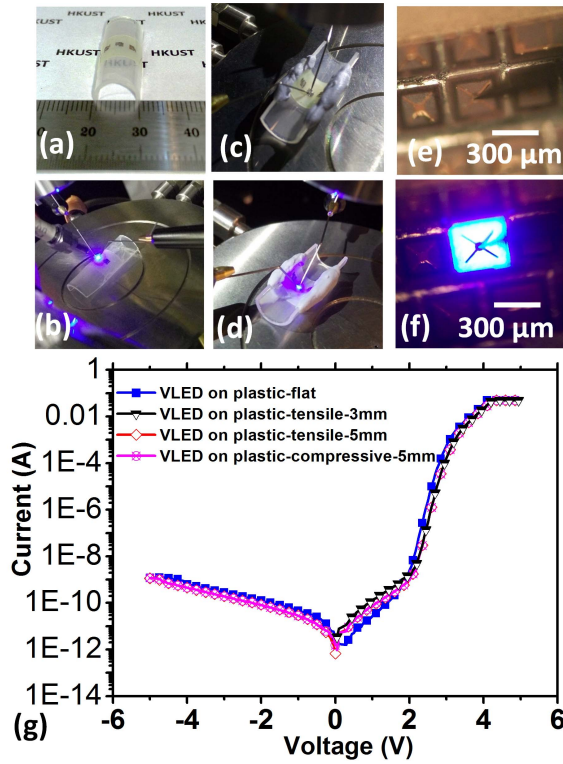 HKUST HKUST
HKUST
HKUST
HKUST
10 20 30 40
(a)
(c)
(e)
300 µm
(b)
(d)
(f)
300 µm
VLED on plastic-flat
VLED on plastic-tensile-3mm
VLED on plastic-tensile-5mm
VLED on plastic-compressive-5mm
1
0.01
1E-4
1E-6
1E-8
1E-10
1E-12
1E-14
Current (A)
-6 -4 -2 0 2 4 6
Voltage (V)
(g)